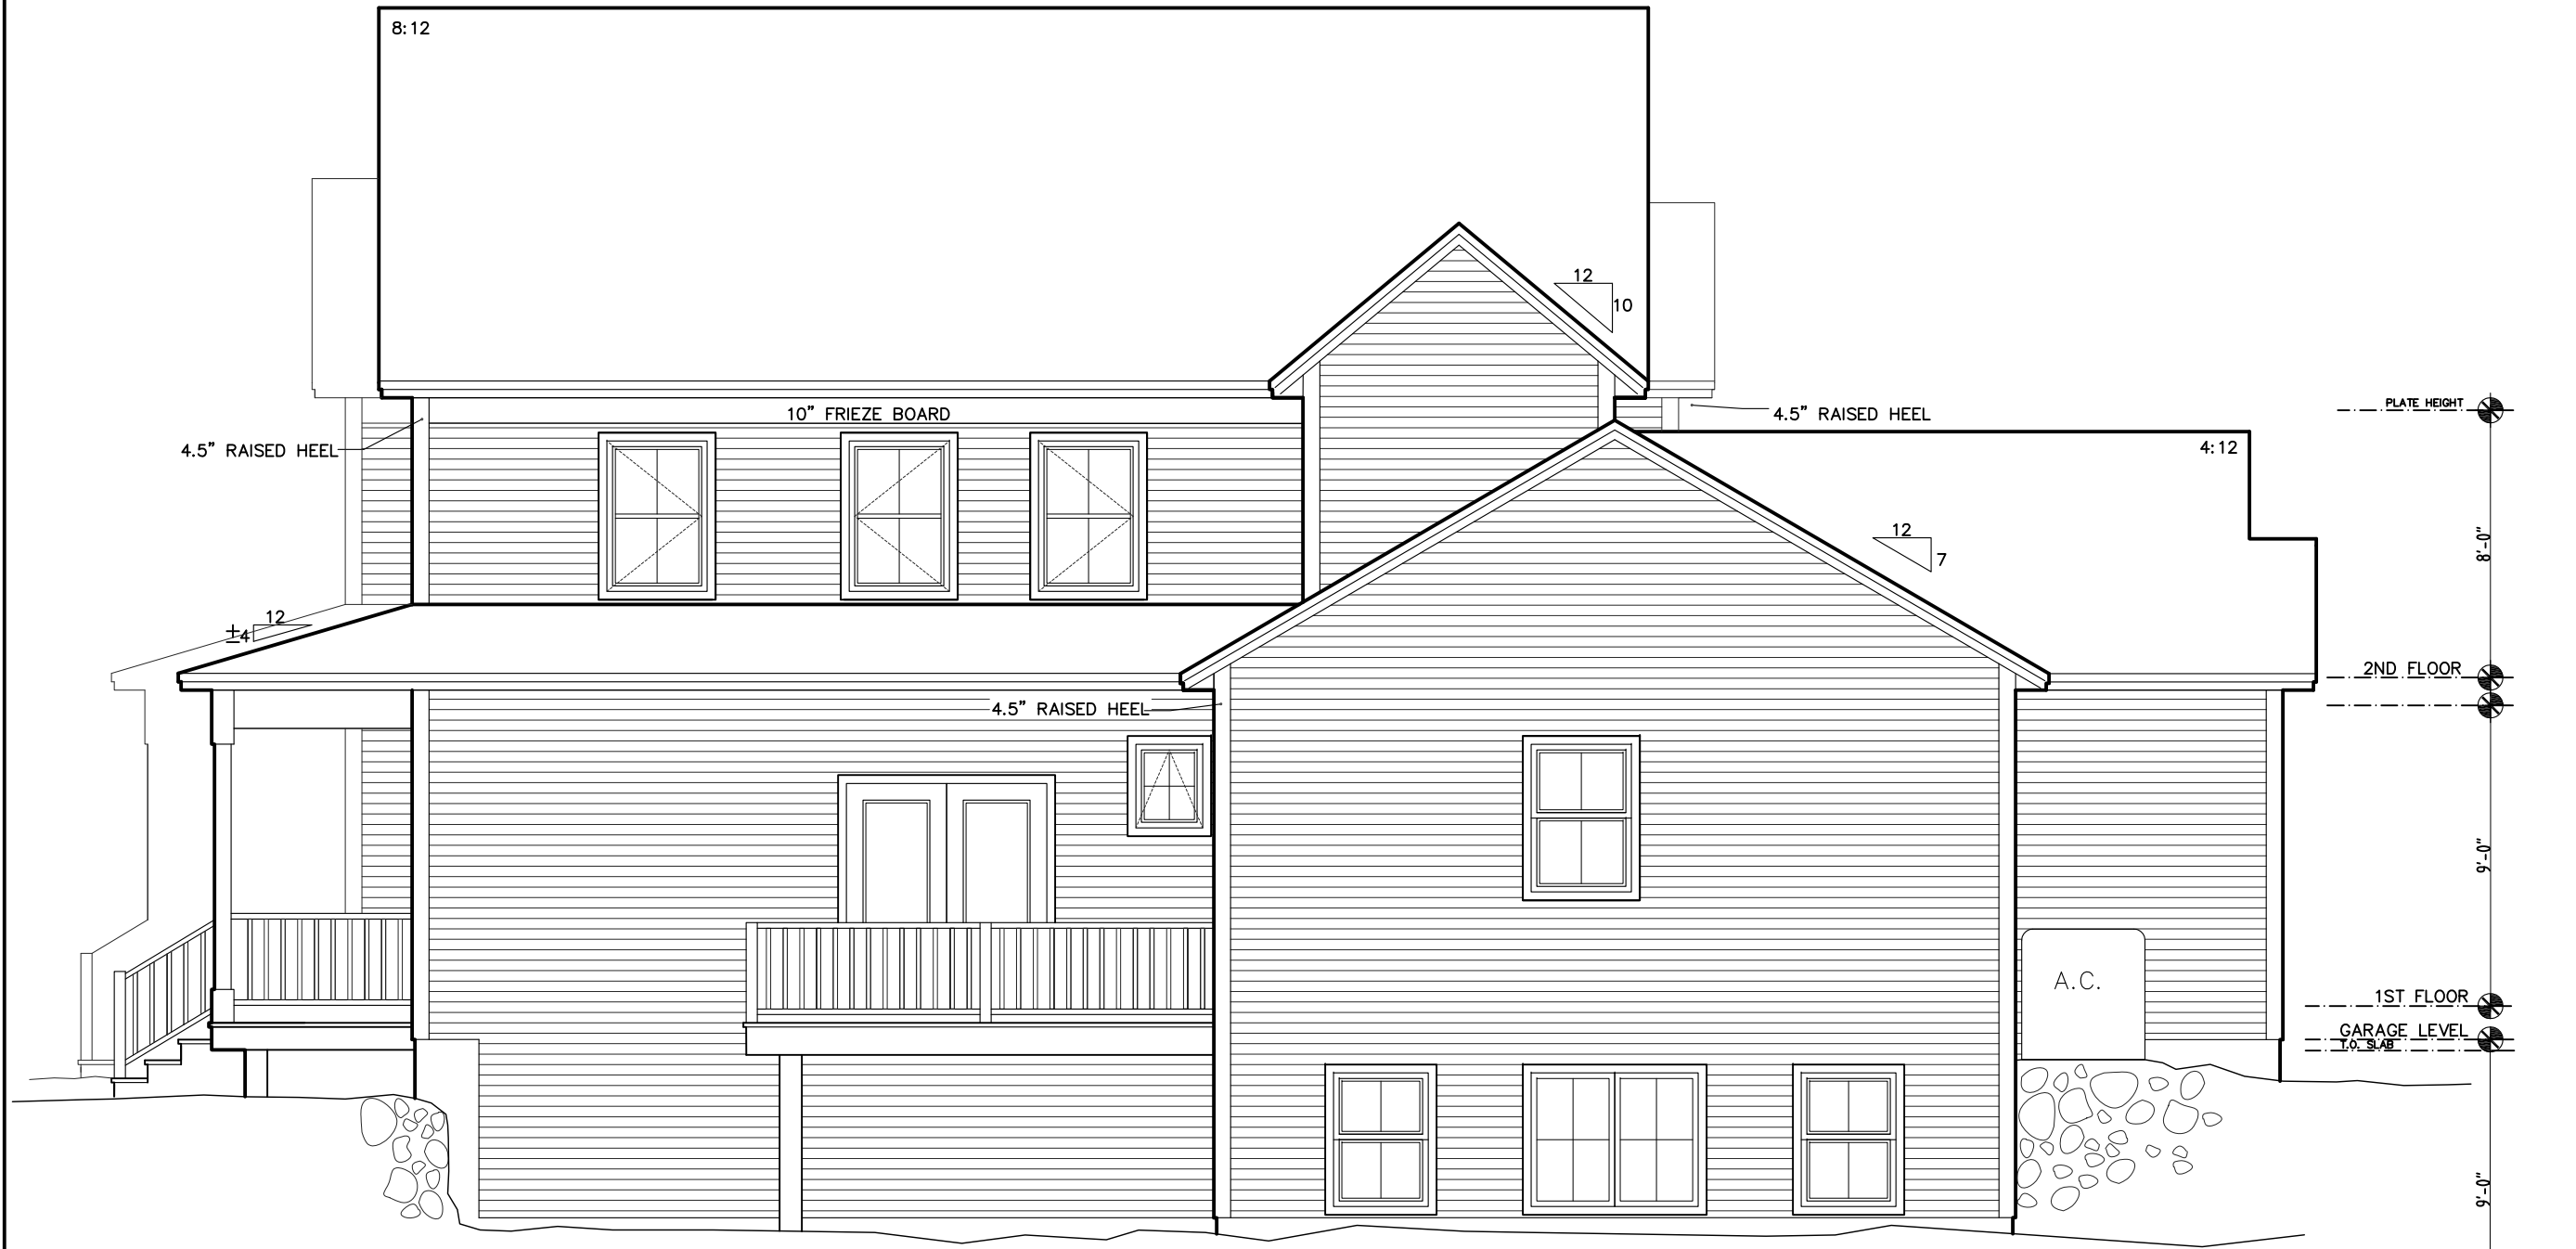 8:12
12
10
PLATE HEIGHT
10” FRIEZE BOARD
4.5” RAISED HEEL
4.5” RAISED HEEL
4:12
12
7
8'-0"
12
±4
2ND FLOOR
4.5” RAISED HEEL
9'-0"
A.C.
1ST FLOOR
GARAGE LEVEL
T.O. SLAB
9'-0"